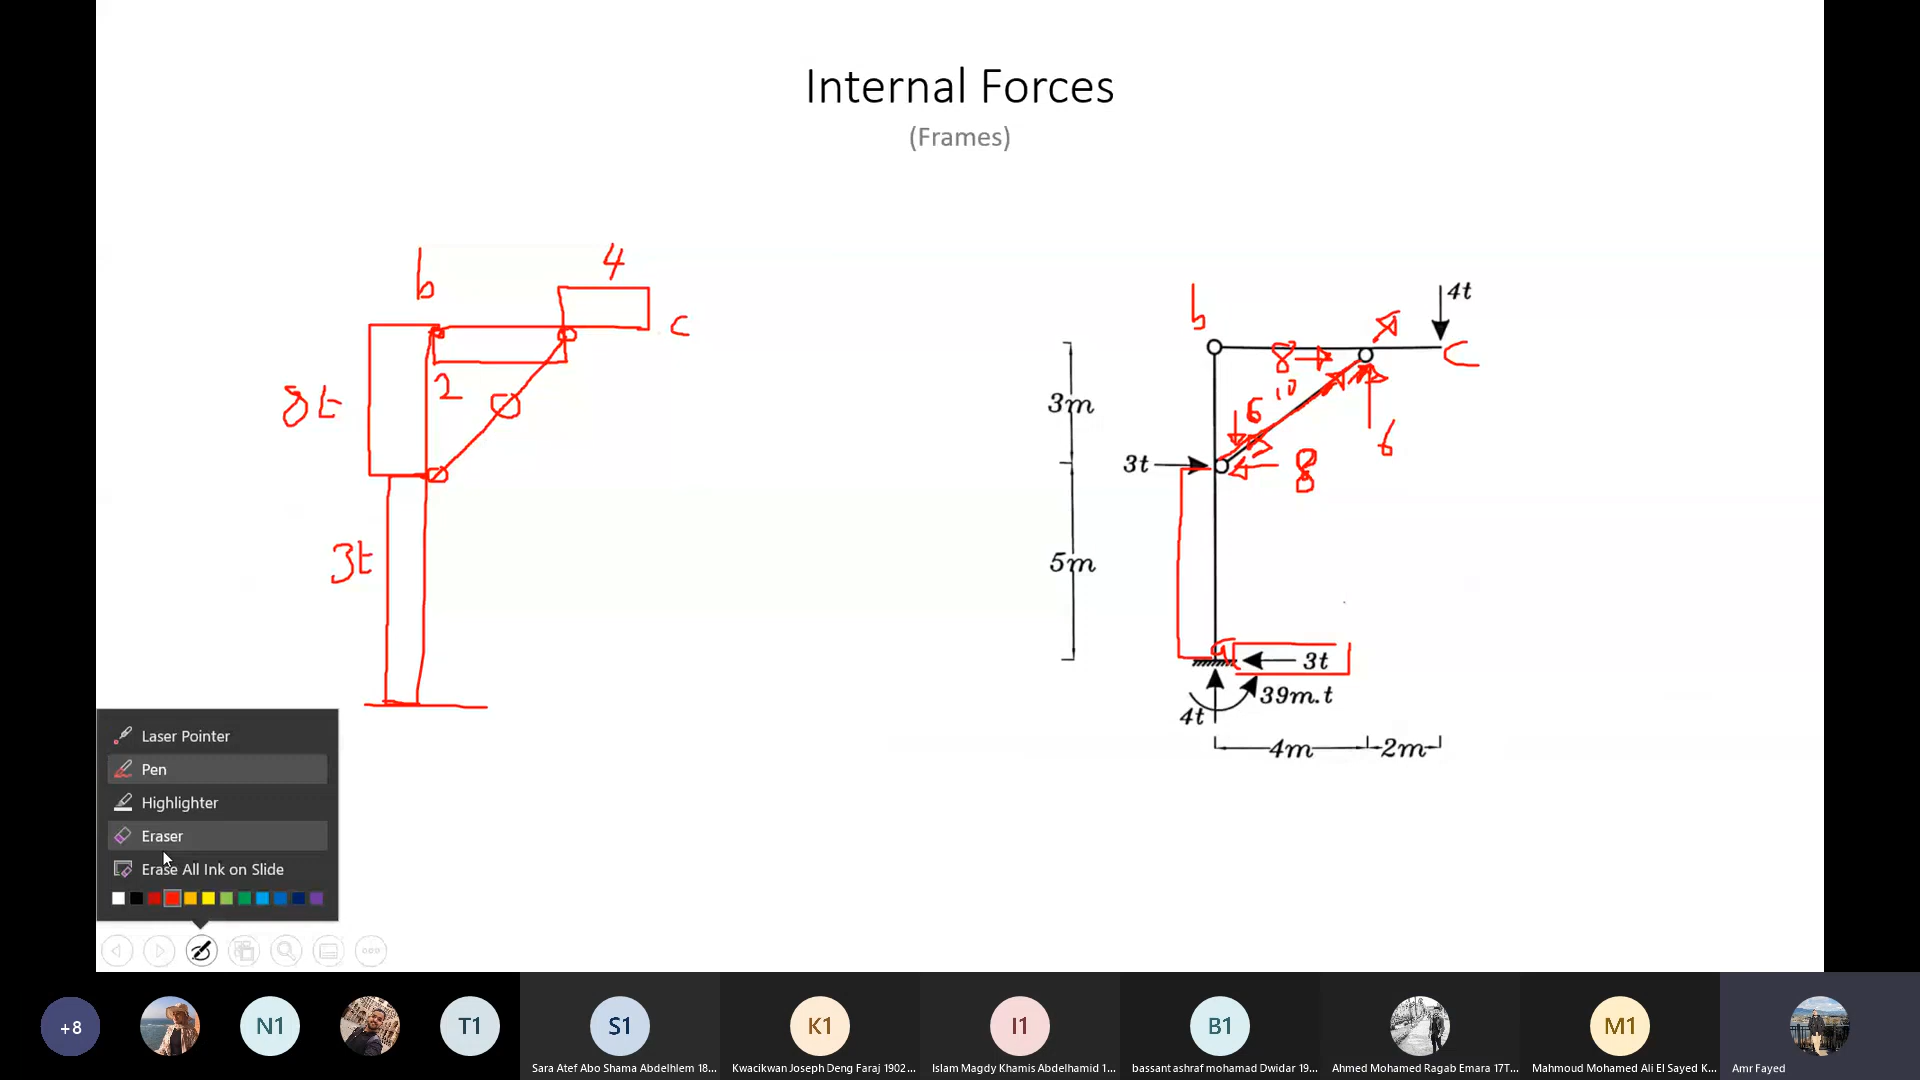 Internal Forces
(Frames)
b
4
c
2
8t
3t
b
4t
C
8
10
6
6
8
3m
3t
5m
a
3t
39m.t
4t
4m
2m
Laser Pointer
Pen
Highlighter
Eraser
Erase All Ink on Slide
+8
N1
T1
S1
K1
I1
B1
M1
Sara Atef Abo Shama Abdelhlem 18...
Kwacikwan Joseph Deng Faraj 1902...
Islam Magdy Khamis Abdelhamid 1...
bassant ashraf mohamad Dwidar 19...
Ahmed Mohamed Ragab Emara 17T...
Mahmoud Mohamed Ali El Sayed K...
Amr Fayed